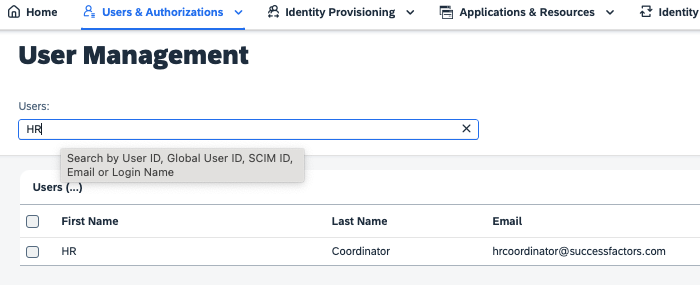 Home Users & Authorizations Identity Provisioning Applications & Resources Identity
User Management
Users:
HR
Search by User ID, Global User ID, SCIM ID,
Email or Login Name
Users (...)
First Name Last Name Email
HR Coordinator hrcoordinator@successfactors.com